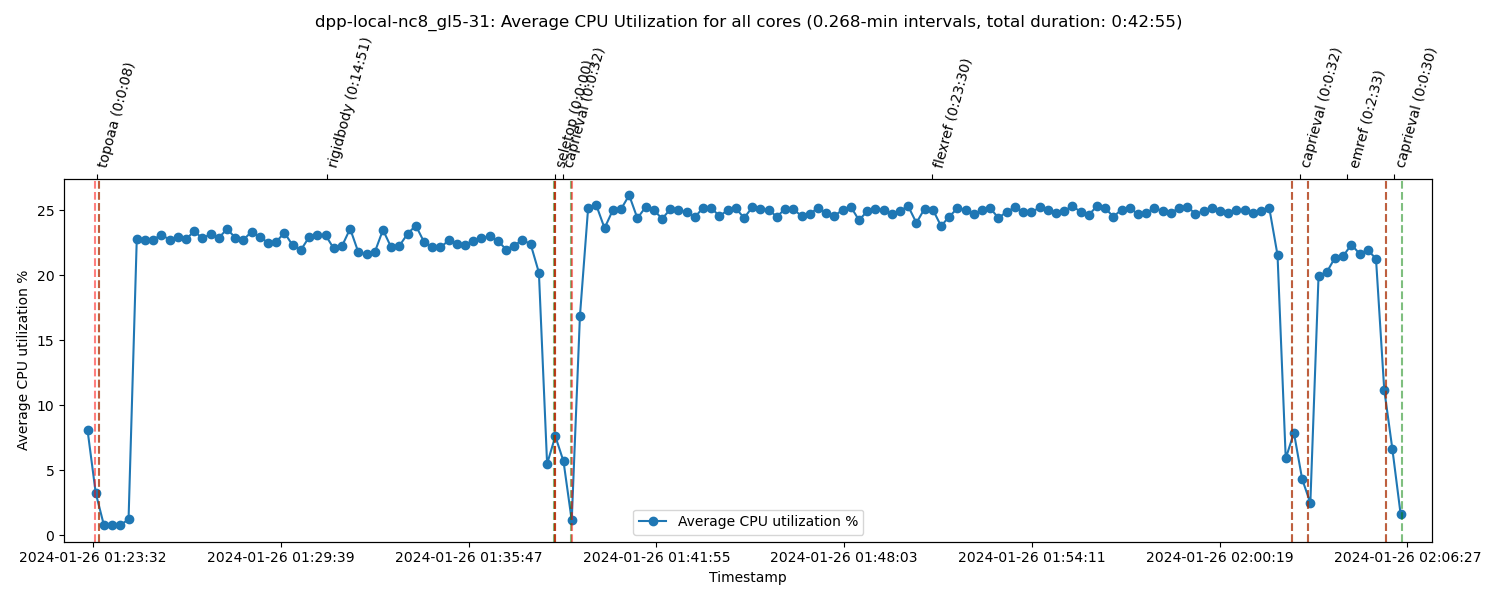 dpp-local-nc8_gl5-31: Average CPU Utilization for all cores (0.268-min intervals, total duration: 0:42:55)
topoaa (0:0:08)
rigidbody (0:14:51)
seletop (0:0:00)
caprieval (0:0:32)
flexref (0:23:30)
caprieval (0:0:32)
emref (0:2:33)
caprieval (0:0:30)
Average CPU utilization %
25
20
15
10
5
0
Average CPU utilization %
2024-01-26 01:23:32
2024-01-26 01:29:39
2024-01-26 01:35:47
2024-01-26 01:41:55
2024-01-26 01:48:03
2024-01-26 01:54:11
2024-01-26 02:00:19
2024-01-26 02:06:27
Timestamp